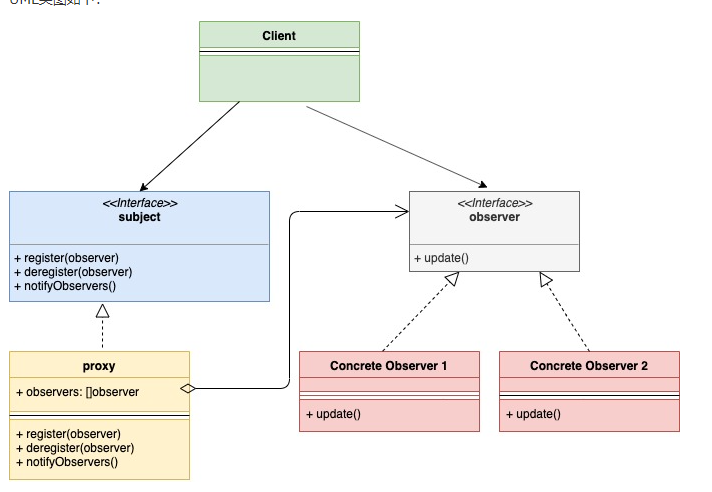 UML类图如下：
Client
<<Interface>>
subject
+ register(observer)
+ deregister(observer)
+ notifyObservers()
<<Interface>>
observer
+ update()
proxy
+ observers: []observer
+ register(observer)
+ deregister(observer)
+ notifyObservers()
Concrete Observer 1
+ update()
Concrete Observer 2
+ update()